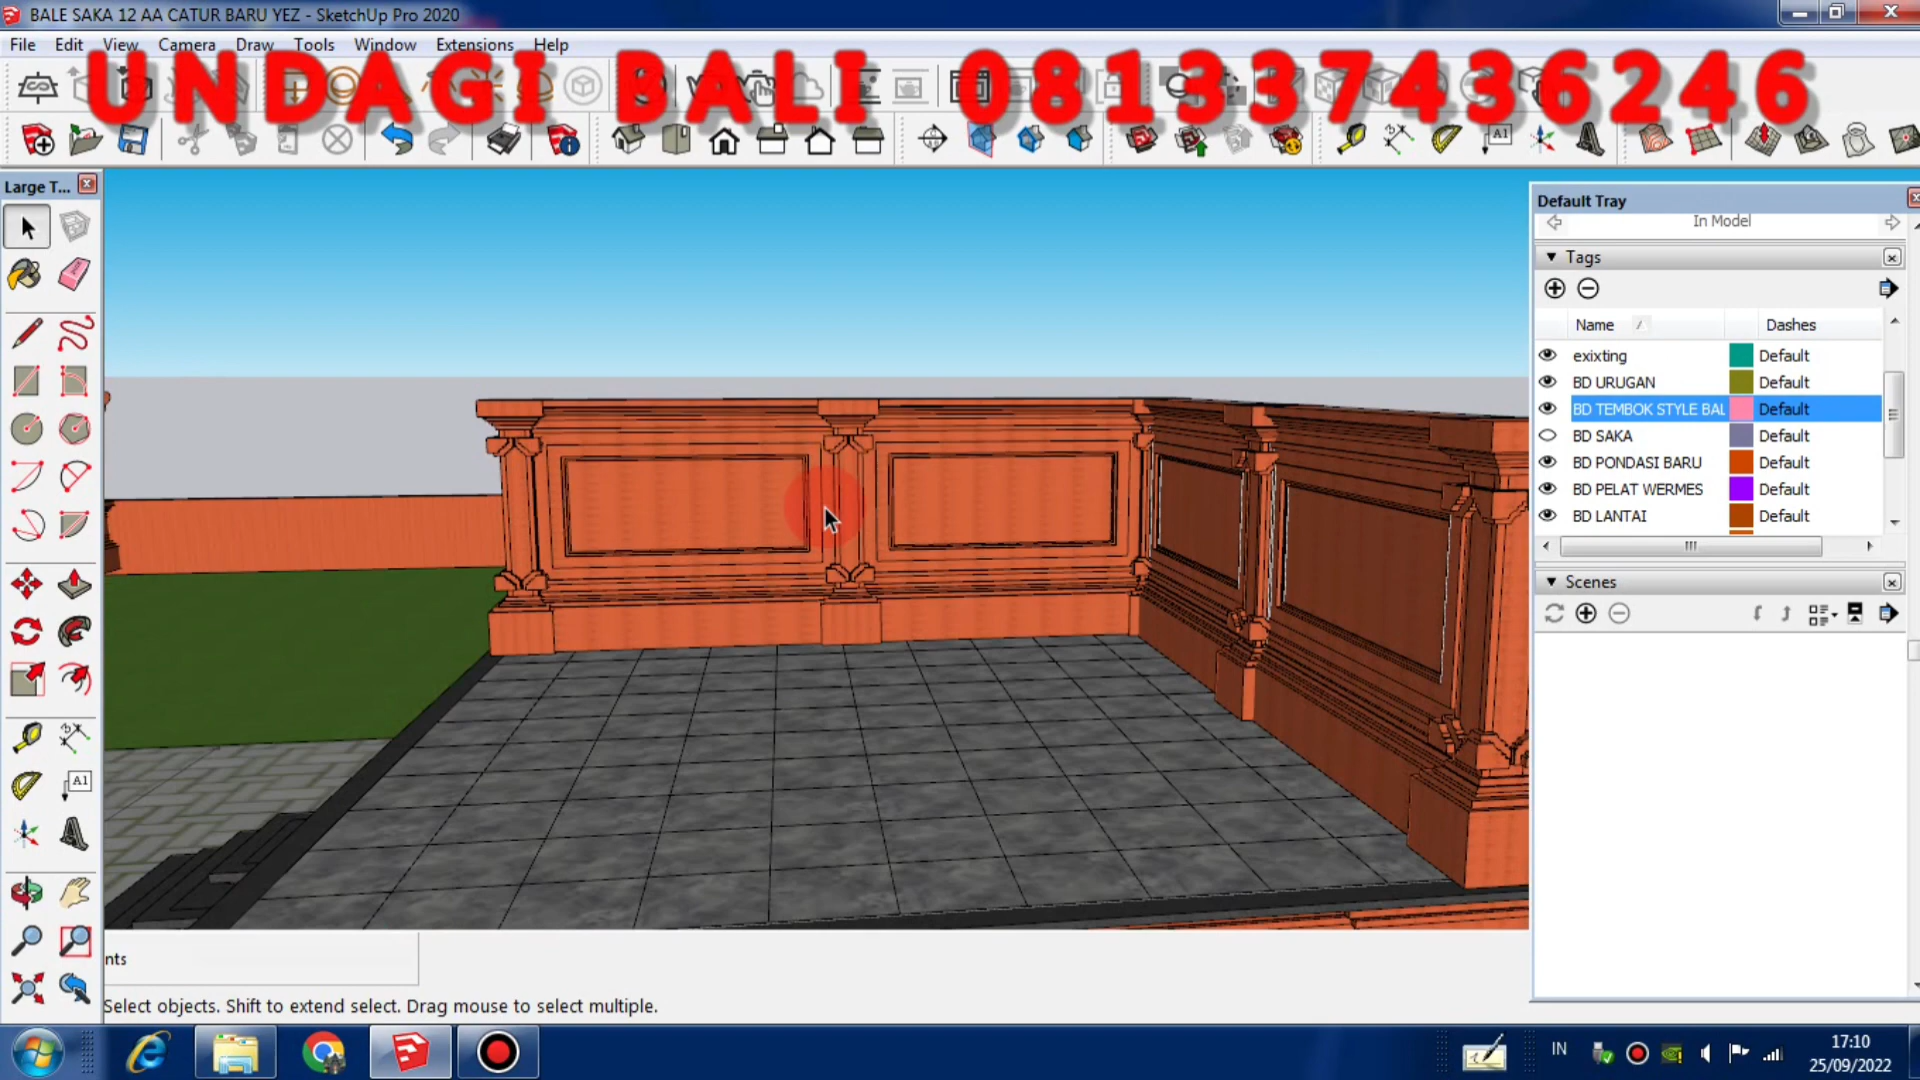 BALE SAKA 12 AA CATUR BARU YEZ - SketchUp Pro 2020
File Edit View Camera Draw Tools Window Extensions Help
UNDAGI BALI 081337436246
A1
Large T...
A1
Default Tray
In Model
Tags
Name Dashes
exixting Default
BD URUGAN Default
BD TEMBOK STYLE BAL Default
BD SAKA Default
BD PONDASI BARU Default
BD PELAT WERMES Default
BD LANTAI Default
Scenes
nts
Select objects. Shift to extend select. Drag mouse to select multiple.
IN
17:10
25/09/2022